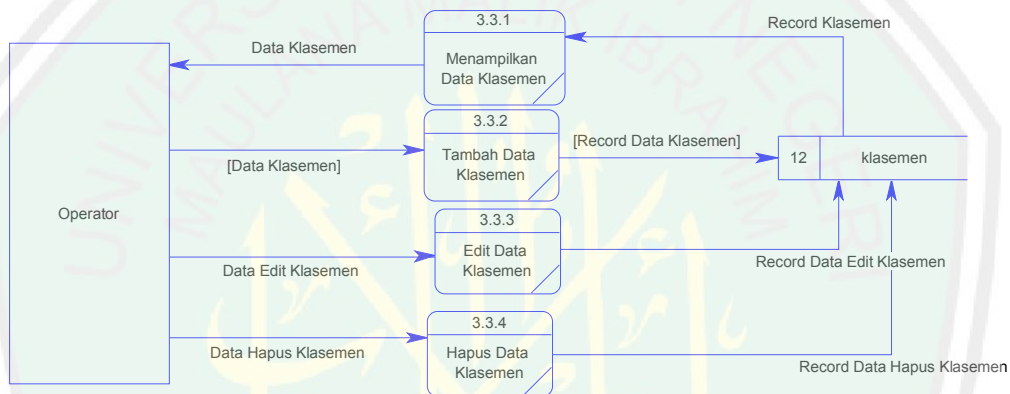 3.3.1
Record Klasemen
Data Klasemen
Menampilkan
Data Klasemen
3.3.2
[Record Data Klasemen]
[Data Klasemen]
Tambah Data
Klasemen
12
klasemen
Operator
3.3.3
Edit Data
Klasemen
Data Edit Klasemen
Record Data Edit Klasemen
3.3.4
Data Hapus Klasemen
Hapus Data
Klasemen
Record Data Hapus Klasemen